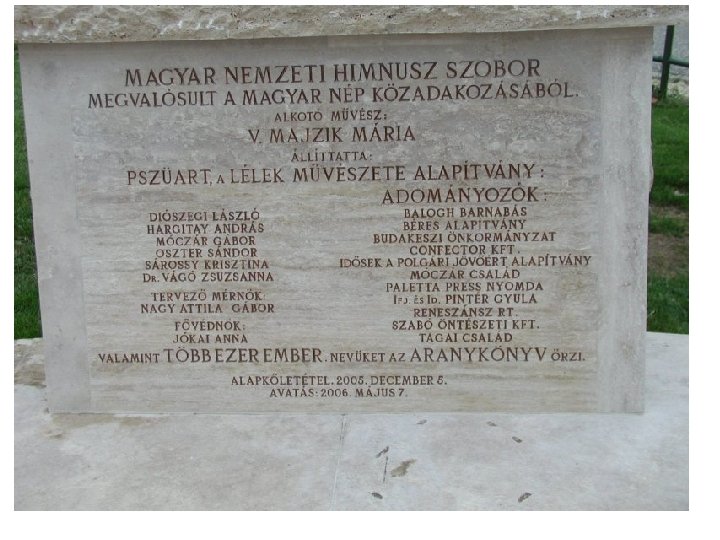 MAGYAR NEMZETI HIMNUSZ SZOBOR
MEGVALÓSULT A MAGYAR NÉP KÖZADAKOZÁSÁBÓL.
ALKOTÓ MŰVÉSZ:
V. MAJZIK MÁRIA
ÁLLÍTTATTA:
PSZÜART, A LÉLEK MŰVÉSZETE ALAPÍTVÁNY:
ADOMÁNYOZÓK:
DIÓSZEGI LÁSZLÓ
HARGITAY ANDRÁS
MÓCZÁR GÁBOR
OSZTER SÁNDOR
SÁROSSY KRISZTINA
DR. VÁGÓ ZSUZSANNA
TERVEZŐ MÉRNÖK:
NAGY ATTILA GÁBOR
FŐVÉDNÖK:
JÓKAI ANNA
BALOGH BARNABÁS
BÉRES ALAPÍTVÁNY
BUDAKESZI ÖNKORMÁNYZAT
CONFECTOR KFT.
IDŐSEK A POLGÁRI JÖVŐÉRT ALAPÍTVÁNY
MÓCZÁR CSALÁD
PALETTA PRESS NYOMDA
IFJ. ÉS ID. PINTÉR GYULA
RENESZÁNSZ RT.
SZABÓ ÖNTÉSZETI KFT.
TAGAI CSALÁD
VALAMINT TÖBB EZER EMBER. NEVÜKET AZ ARANYKÖNYV ŐRZI.
ALAPKŐLETÉTEL. 2005. DECEMBER 5.
AVATÁS: 2006. MÁJUS 7.